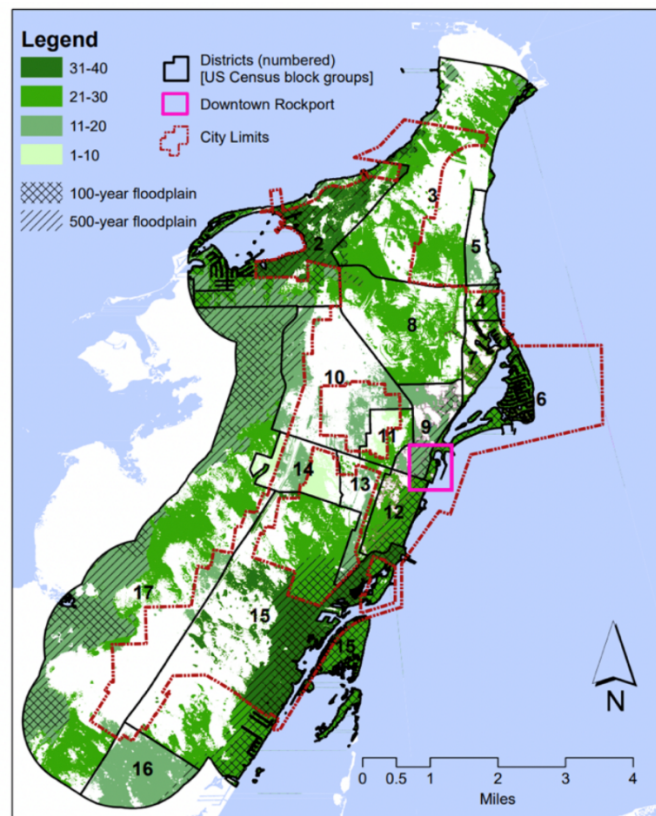 Legend
31-40
21-30
11-20
1-10
100-year floodplain
500-year floodplain
Districts (numbered)
[US Census block groups]
Downtown Rockport
City Limits
3
2
5
4
8
7
6
10
9
11
14
13
12
17
15
15
16
N
0 0.5 1 2 3 4
Miles